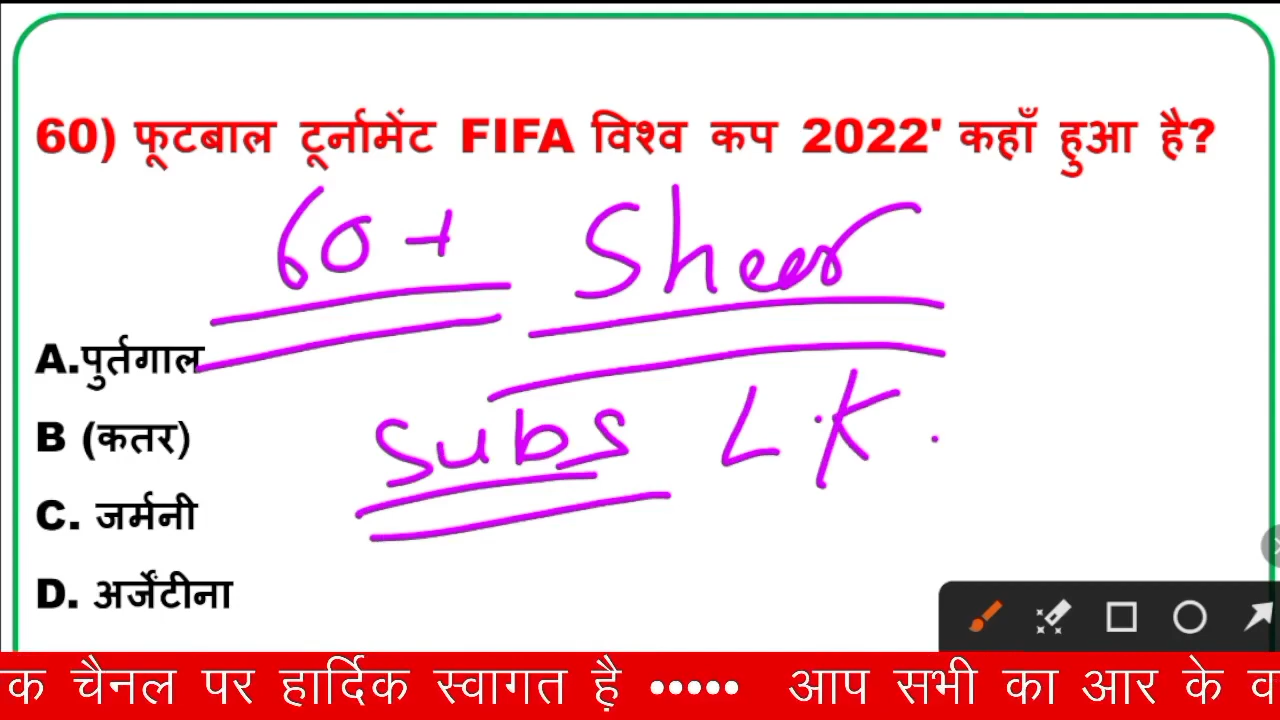 60) फूटबाल टूर्नामेंट FIFA विश्व कप 2022' कहाँ हुआ है?
60+ Sheer
A.पुर्तगाल
Subs L.K.
B (कतर)
C. जर्मनी
D. अर्जेंटीना
क चैनल पर हार्दिक स्वागत है ••••• आप सभी का आर के व